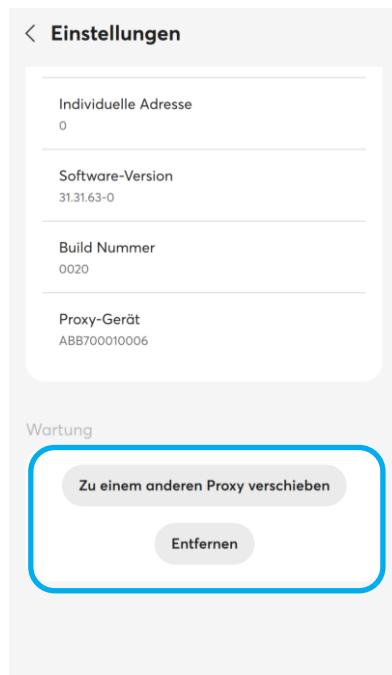 Einstellungen
Individuelle Adresse
0
Software-Version
31.31.63-0
Build Nummer
0020
Proxy-Gerät
ABB700010006
Wartung
Zu einem anderen Proxy verschieben
Entfernen